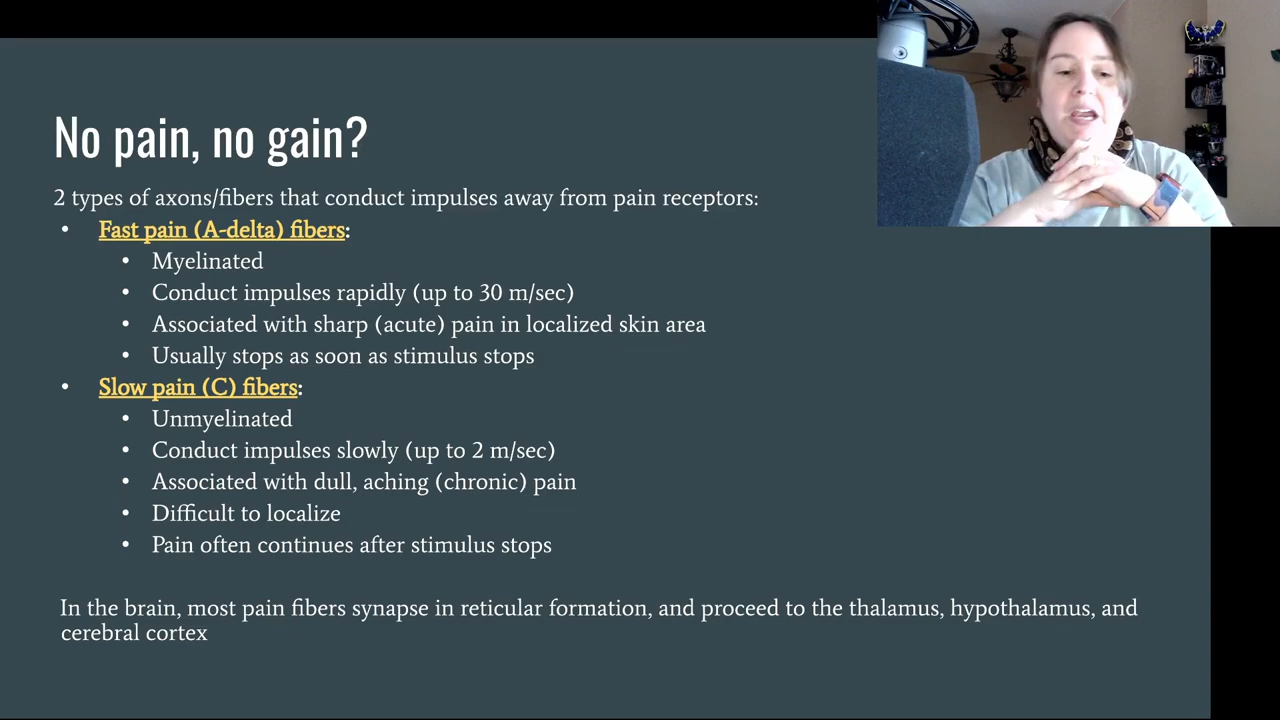 No pain, no gain?
2 types of axons/fibers that conduct impulses away from pain receptors:
• Fast pain (A-delta) fibers:
• Myelinated
• Conduct impulses rapidly (up to 30 m/sec)
• Associated with sharp (acute) pain in localized skin area
• Usually stops as soon as stimulus stops
• Slow pain (C) fibers:
• Unmyelinated
• Conduct impulses slowly (up to 2 m/sec)
• Associated with dull, aching (chronic) pain
• Difficult to localize
• Pain often continues after stimulus stops
In the brain, most pain fibers synapse in reticular formation, and proceed to the thalamus, hypothalamus, and
cerebral cortex